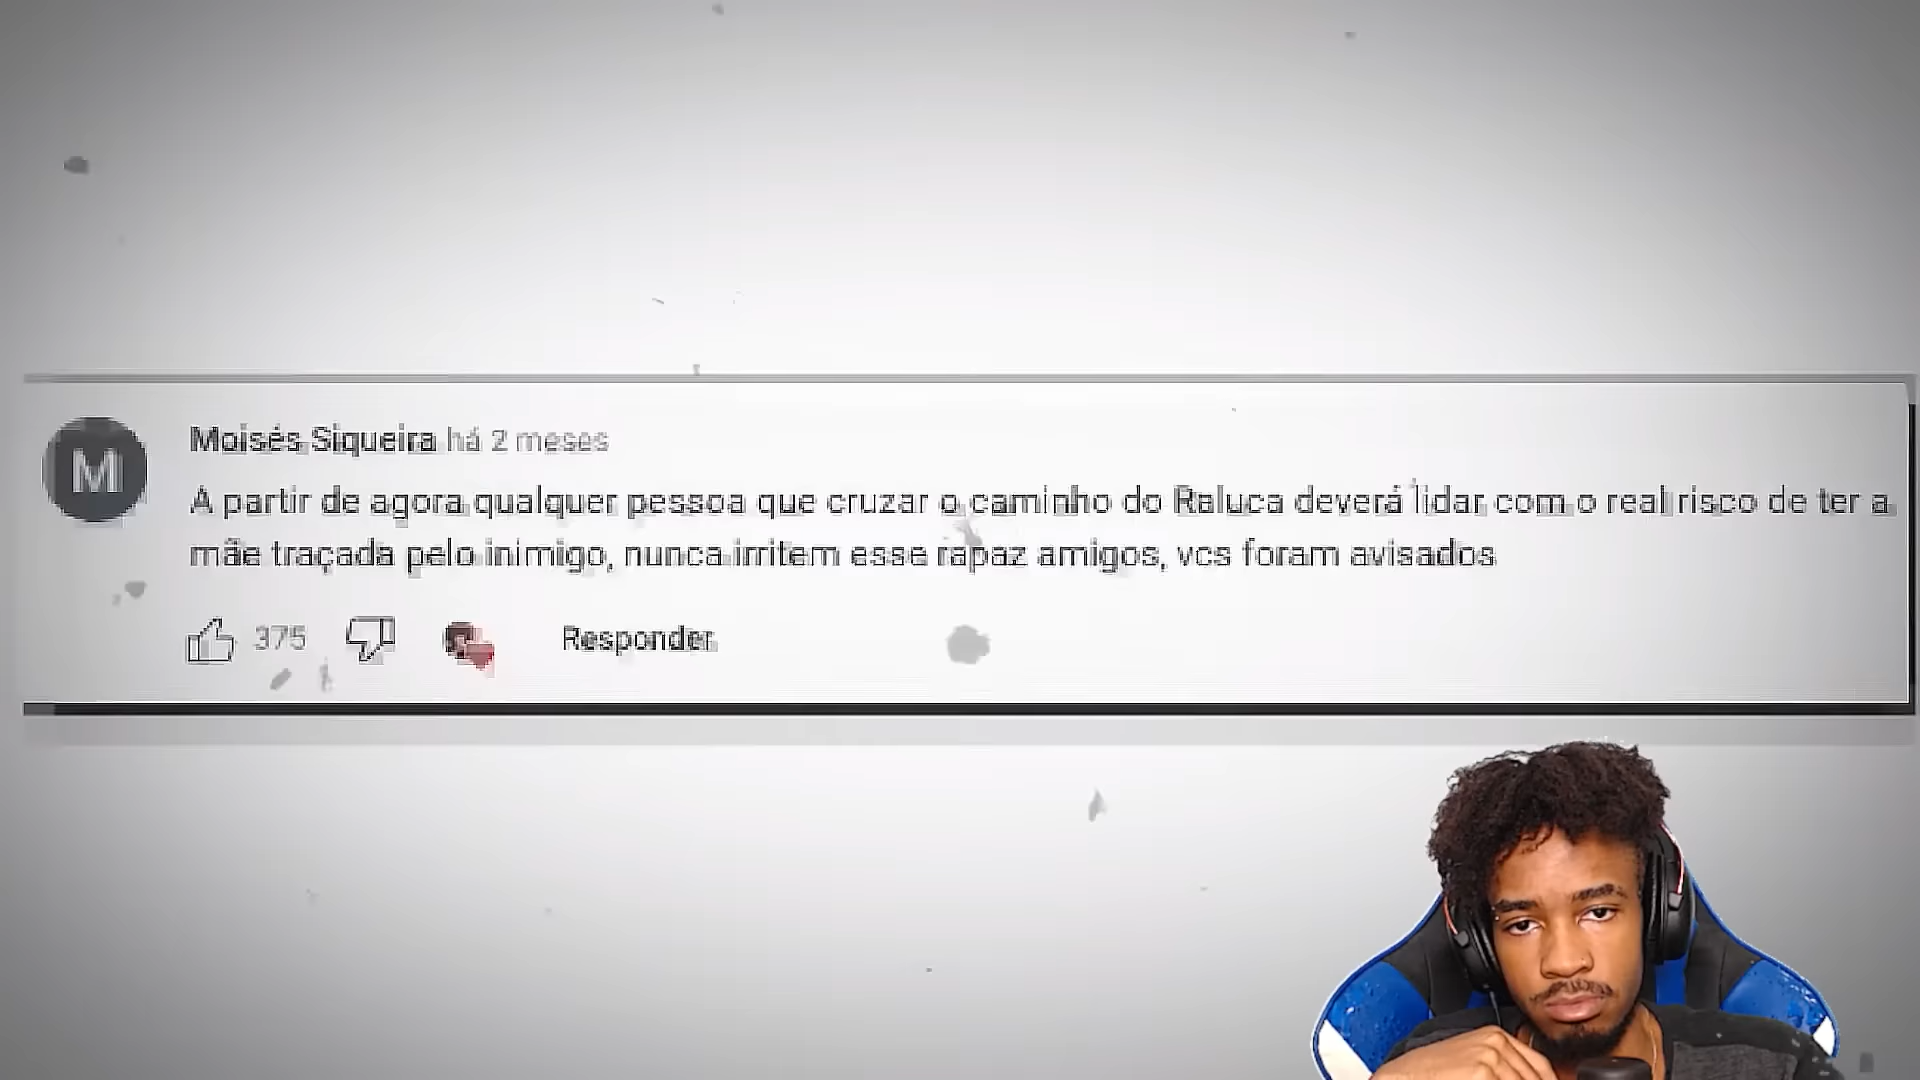 M
Moisés Siqueira há 2 meses
A partir de agora qualquer pessoa que cruzar o caminho do Raluca deverá lidar com o real risco de ter a
mãe traçada pelo inimigo, nunca irritem esse rapaz amigos, vcs foram avisados
375
Responder